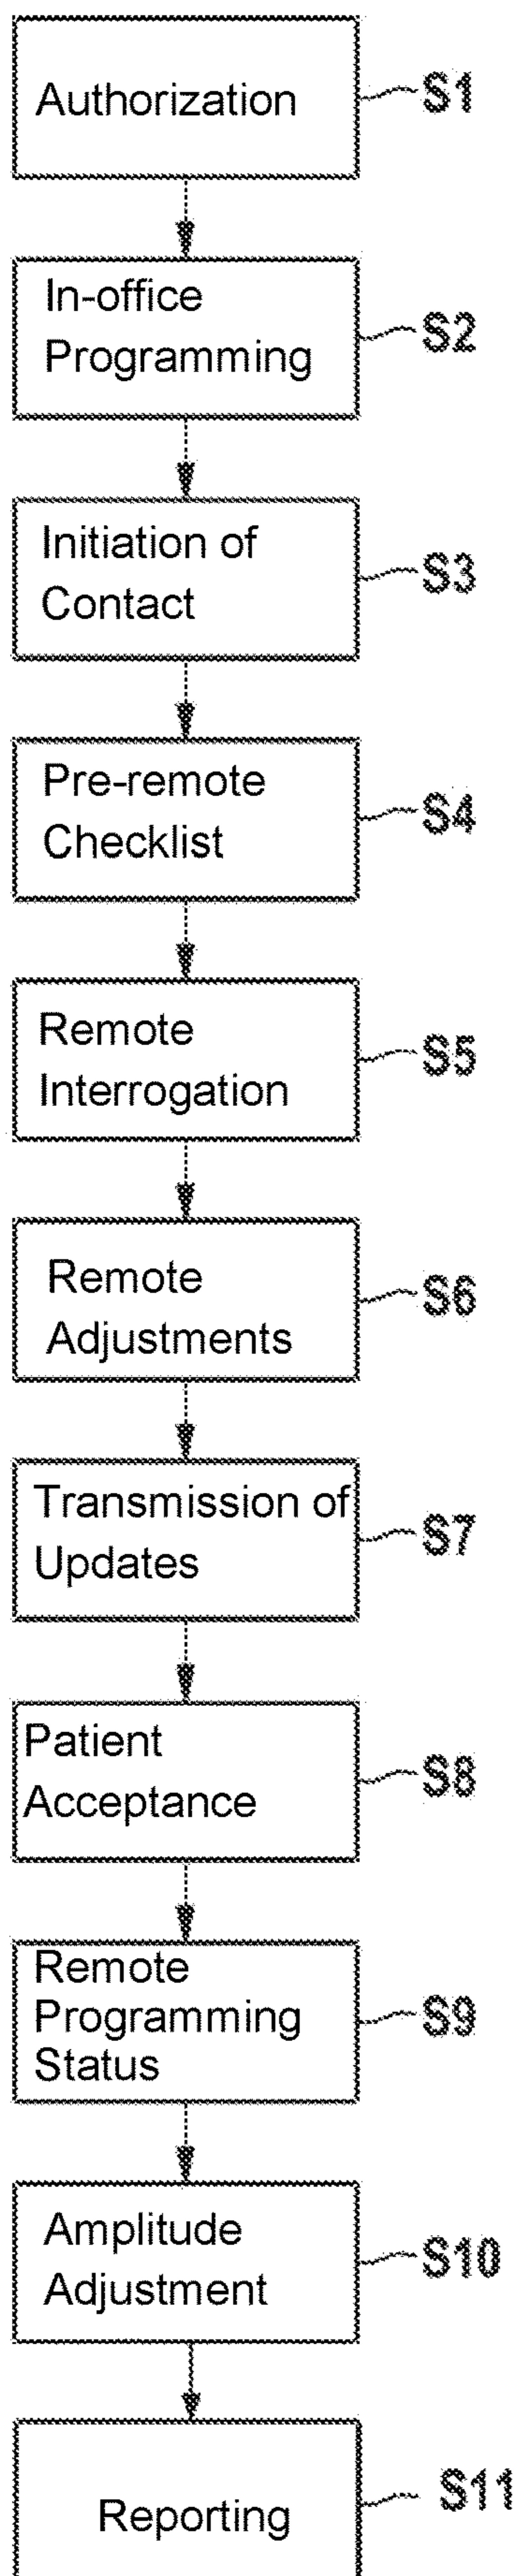 Authorization
S1
In-office
Programming
S2
Initiation of
Contact
S3
Pre-remote
Checklist
S4
Remote
Interrogation
S5
Remote
Adjustments
S6
Transmission of
Updates
S7
Patient
Acceptance
S8
Remote
Programming
Status
S9
Amplitude
Adjustment
S10
Reporting
S11